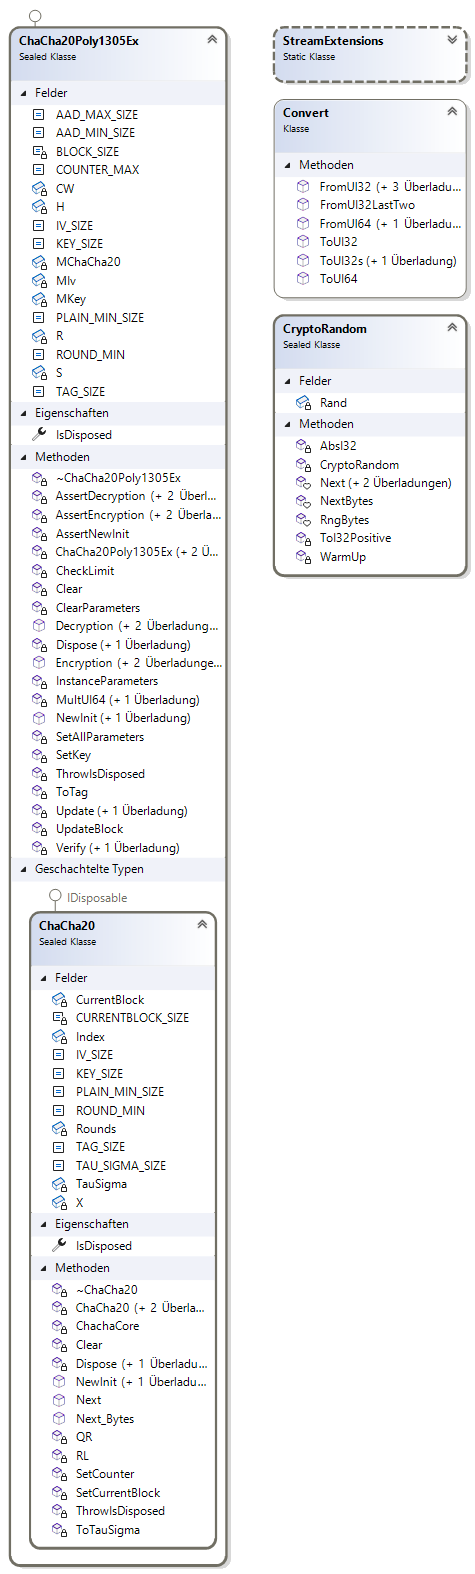 ChaCha20Poly1305Ex
Sealed Klasse
Felder
AAD_MAX_SIZE
AAD_MIN_SIZE
BLOCK_SIZE
COUNTER_MAX
CW
H
IV_SIZE
KEY_SIZE
MChaCha20
MIv
MKey
PLAIN_MIN_SIZE
R
ROUND_MIN
S
TAG_SIZE
Eigenschaften
IsDisposed
Methoden
~ChaCha20Poly1305Ex
AssertDecryption (+ 2 Überl...
AssertEncryption (+ 2 Überla...
AssertNewInit
ChaCha20Poly1305Ex (+ 2 Ü...
CheckLimit
Clear
ClearParameters
Decryption (+ 2 Überladung...
Dispose (+ 1 Überladung)
Encryption (+ 2 Überladunge...
InstanceParameters
MultUI64 (+ 1 Überladung)
NewInit (+ 1 Überladung)
SetAllParameters
SetKey
ThrowIsDisposed
ToTag
Update (+ 1 Überladung)
UpdateBlock
Verify (+ 1 Überladung)
Geschachtelte Typen
IDisposable
ChaCha20
Sealed Klasse
Felder
CurrentBlock
CURRENTBLOCK_SIZE
Index
IV_SIZE
KEY_SIZE
PLAIN_MIN_SIZE
ROUND_MIN
Rounds
TAG_SIZE
TAU_SIGMA_SIZE
TauSigma
X
Eigenschaften
IsDisposed
Methoden
~ChaCha20
ChaCha20 (+ 2 Überla...
ChachaCore
Clear
Dispose (+ 1 Überladu...
NewInit (+ 1 Überladu...
Next
Next_Bytes
QR
RL
SetCounter
SetCurrentBlock
ThrowIsDisposed
ToTauSigma
StreamExtensions
Static Klasse
Convert
Klasse
Methoden
FromUI32 (+ 3 Überladu...
FromUI32LastTwo
FromUI64 (+ 1 Überladu...
ToUI32
ToUI32s (+ 1 Überladung)
ToUI64
CryptoRandom
Sealed Klasse
Felder
Rand
Methoden
AbsI32
CryptoRandom
Next (+ 2 Überladungen)
NextBytes
RngBytes
ToI32Positive
WarmUp